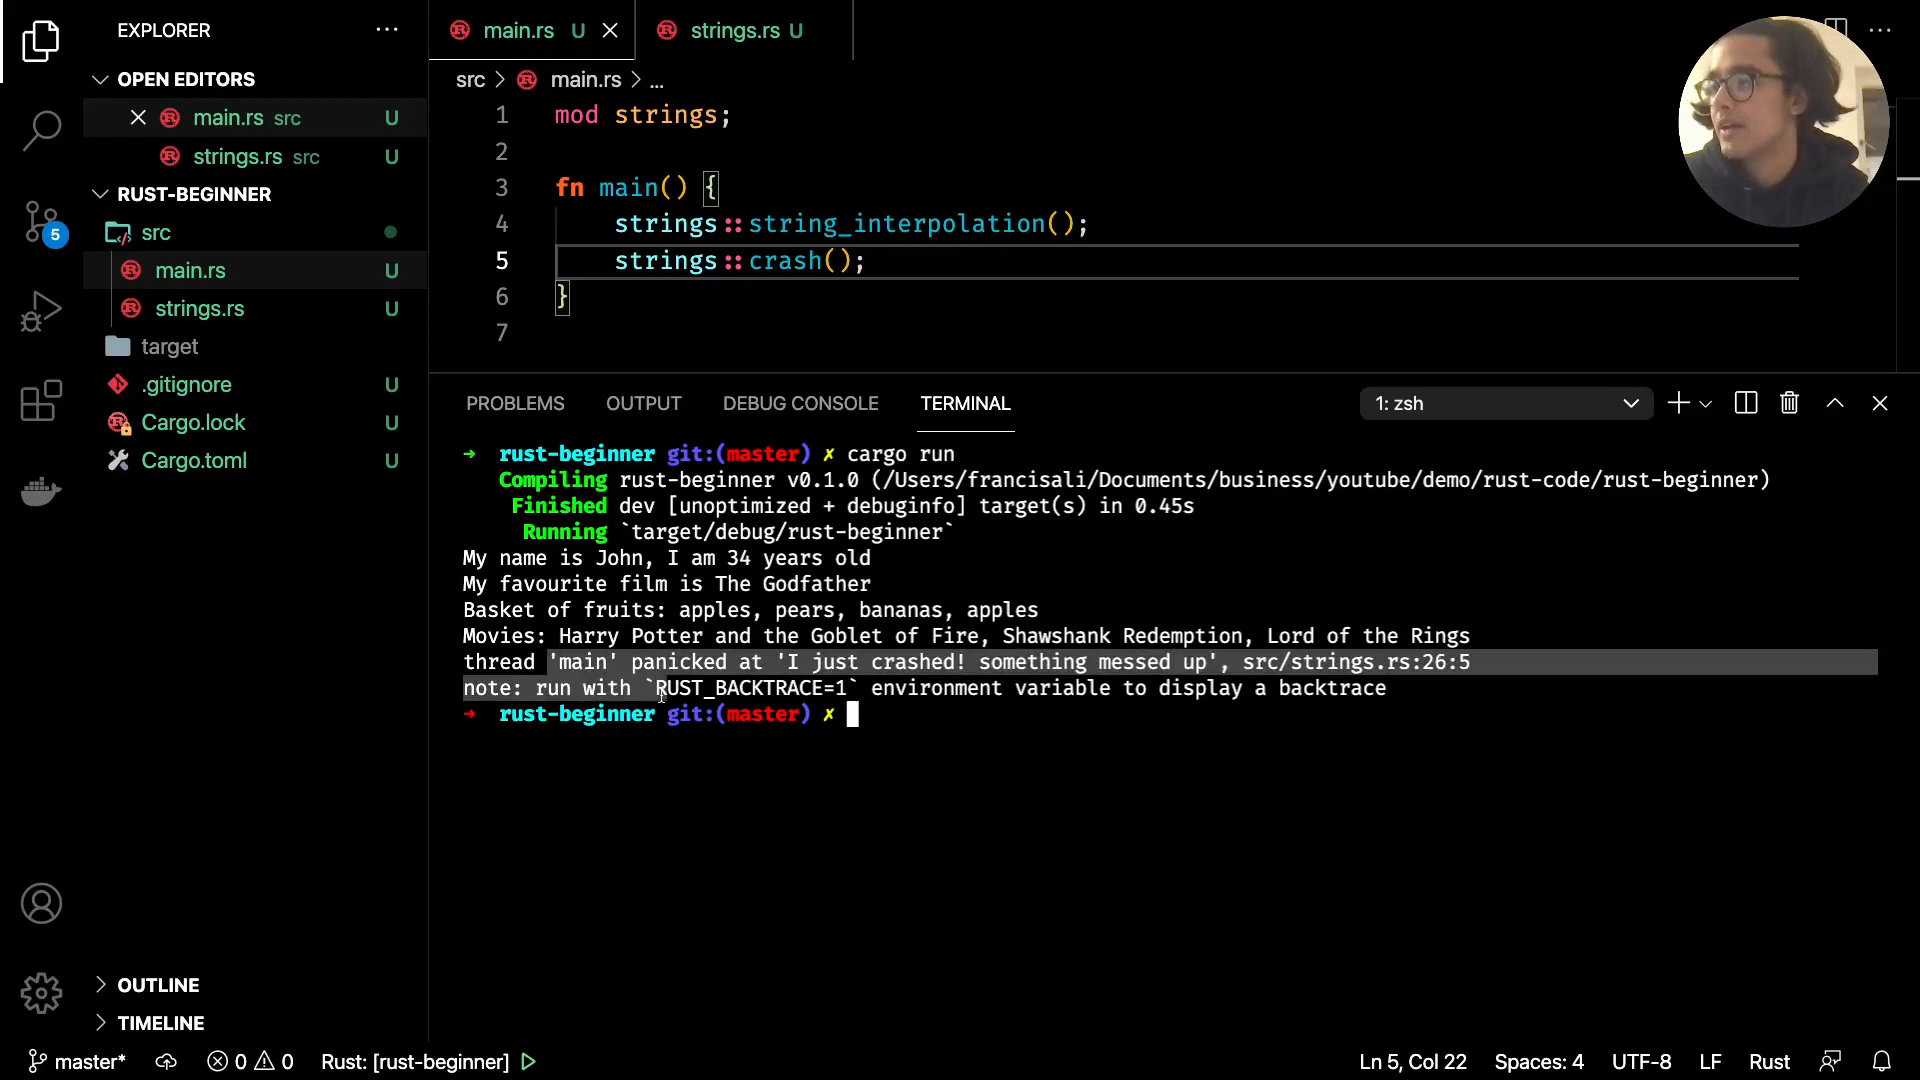 EXPLORER
OPEN EDITORS
main.rs src U
strings.rs src U
RUST-BEGINNER
src
main.rs U
strings.rs U
target
.gitignore U
Cargo.lock U
Cargo.toml U
5
OUTLINE
TIMELINE
main.rs U
strings.rs U
src > main.rs > ...
1 mod strings;
2
3 fn main() {
4 strings::string_interpolation();
5 strings::crash();
6 }
7
PROBLEMS OUTPUT DEBUG CONSOLE TERMINAL 1: zsh
→ rust-beginner git:(master) ✗ cargo run
Compiling rust-beginner v0.1.0 (/Users/francisali/Documents/business/youtube/demo/rust-code/rust-beginner)
Finished dev [unoptimized + debuginfo] target(s) in 0.45s
Running `target/debug/rust-beginner`
My name is John, I am 34 years old
My favourite film is The Godfather
Basket of fruits: apples, pears, bananas, apples
Movies: Harry Potter and the Goblet of Fire, Shawshank Redemption, Lord of the Rings
thread 'main' panicked at 'I just crashed! something messed up', src/strings.rs:26:5
note: run with `RUST_BACKTRACE=1` environment variable to display a backtrace
→ rust-beginner git:(master) ✗
master* 0 0 Rust: [rust-beginner] Ln 5, Col 22 Spaces: 4 UTF-8 LF Rust